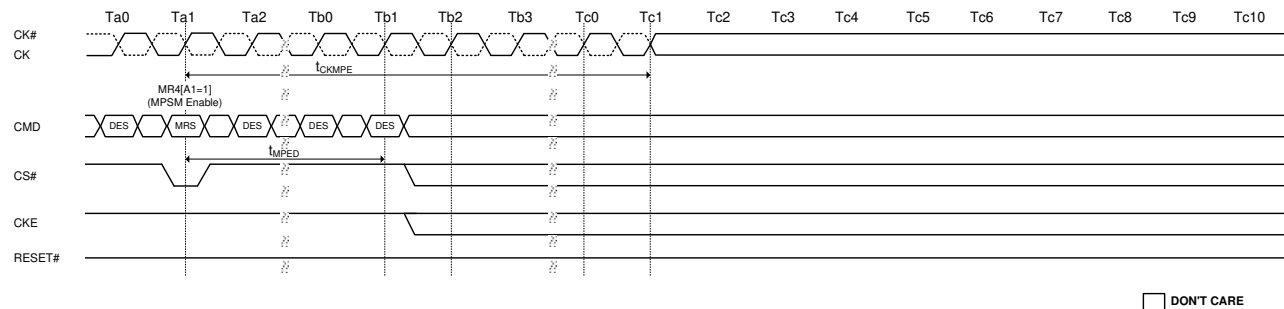 Ta0 Ta1 Ta2 Tb0 Tb1 Tb2 Tb3 Tc0 Tc1 Tc2 Tc3 Tc4 Tc5 Tc6 Tc7 Tc8 Tc9 Tc10
CK#
CK
tCKMPE
MR4[A1=1]
(MPSM Enable)
CMD DES MRS DES DES DES
tMPED
CS#
CKE
RESET#
DON'T CARE